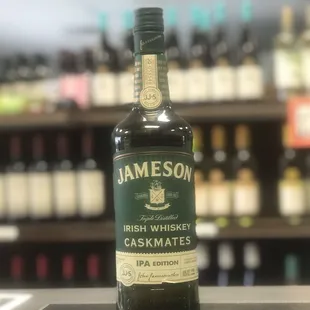 JAMESON
Triple Distilled
IRISH WHISKEY
CASKMATES
IPA EDITION